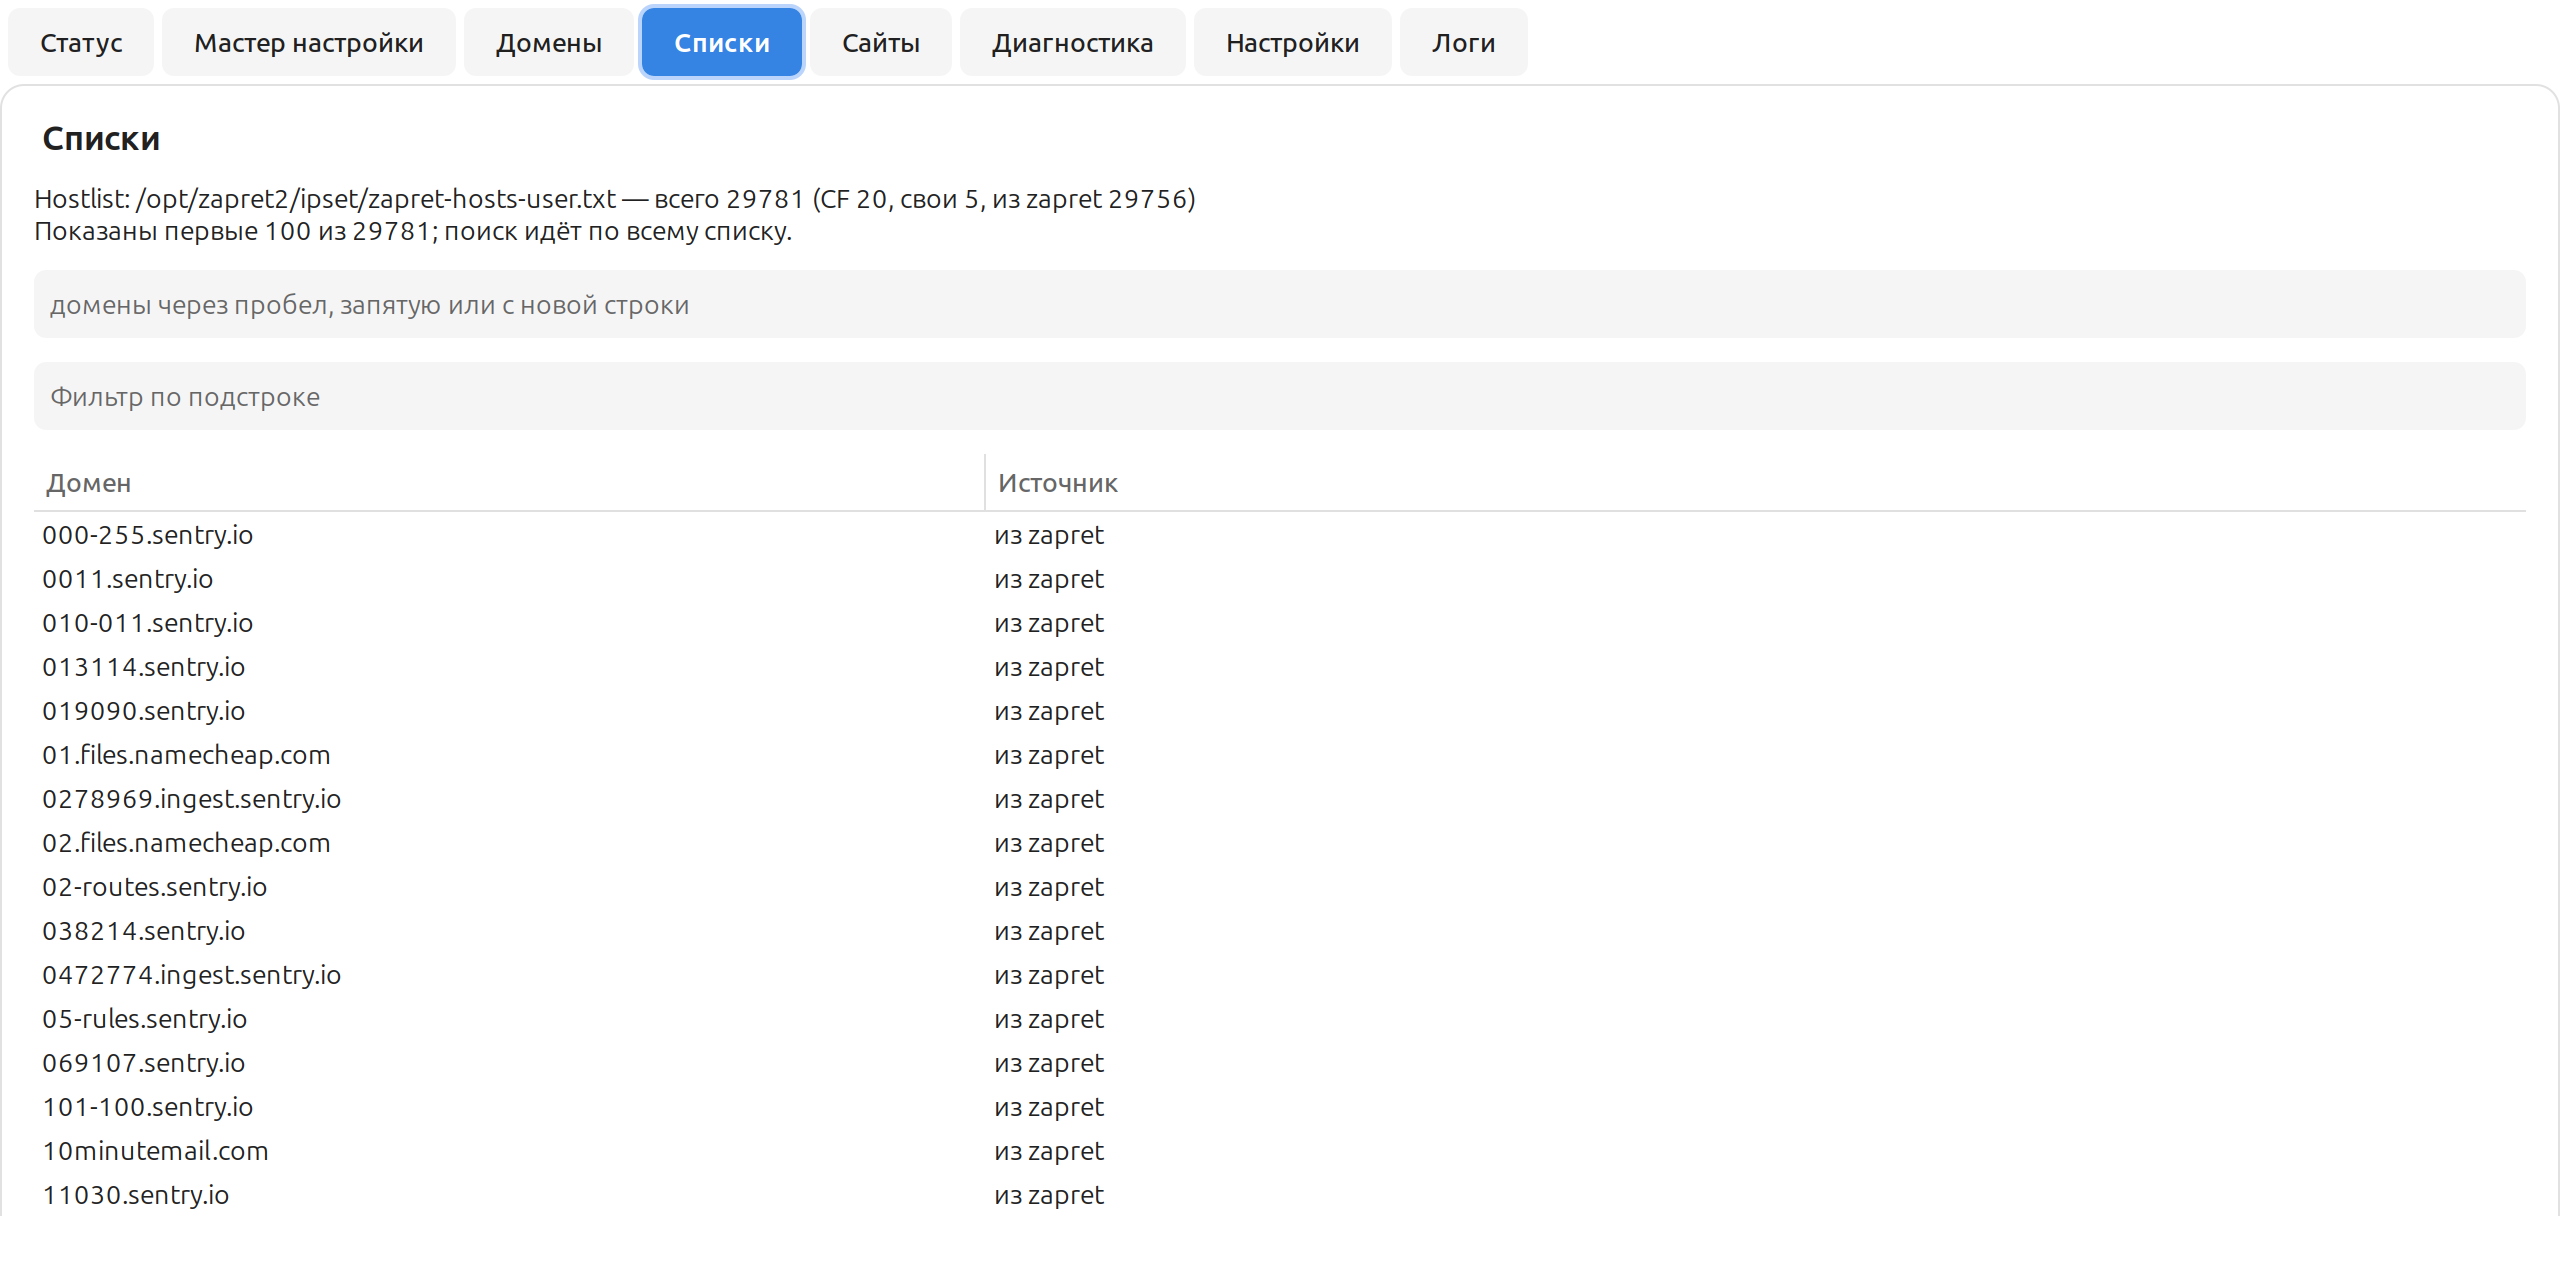 Статус Мастер настройки Домены Списки Сайты Диагностика Настройки Логи
Списки
Hostlist: /opt/zapret2/ipset/zapret-hosts-user.txt — всего 29781 (CF 20, свои 5, из zapret 29756)
Показаны первые 100 из 29781; поиск идёт по всему списку.
домены через пробел, запятую или с новой строки
Фильтр по подстроке
Домен Источник
000-255.sentry.io из zapret
0011.sentry.io из zapret
010-011.sentry.io из zapret
013114.sentry.io из zapret
019090.sentry.io из zapret
01.files.namecheap.com из zapret
0278969.ingest.sentry.io из zapret
02.files.namecheap.com из zapret
02-routes.sentry.io из zapret
038214.sentry.io из zapret
0472774.ingest.sentry.io из zapret
05-rules.sentry.io из zapret
069107.sentry.io из zapret
101-100.sentry.io из zapret
10minutemail.com из zapret
11030.sentry.io из zapret